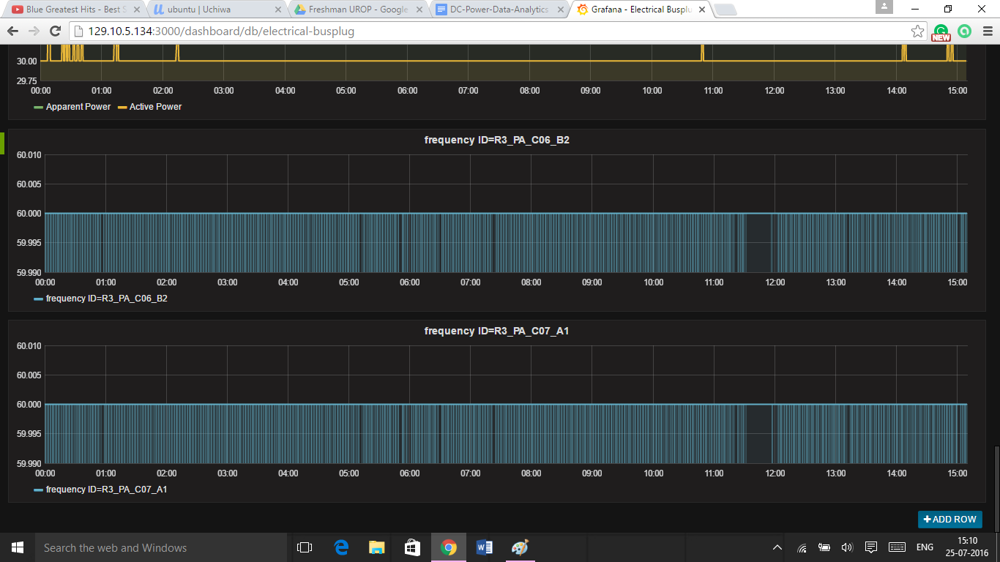 Blue Greatest Hits - Best S
ubuntu | Uchiwa
Freshman UROP - Google
DC-Power-Data-Analytics
Grafana - Electrical Busplu
129.10.5.134:3000/dashboard/db/electrical-busplug
NEW
30.00
29.75
00:00 01:00 02:00 03:00 04:00 05:00 06:00 07:00 08:00 09:00 10:00 11:00 12:00 13:00 14:00 15:00
Apparent Power Active Power
frequency ID=R3_PA_C06_B2
60.010
60.005
60.000
59.995
59.990
00:00 01:00 02:00 03:00 04:00 05:00 06:00 07:00 08:00 09:00 10:00 11:00 12:00 13:00 14:00 15:00
frequency ID=R3_PA_C06_B2
frequency ID=R3_PA_C07_A1
60.010
60.005
60.000
59.995
59.990
00:00 01:00 02:00 03:00 04:00 05:00 06:00 07:00 08:00 09:00 10:00 11:00 12:00 13:00 14:00 15:00
frequency ID=R3_PA_C07_A1
+ ADD ROW
Search the web and Windows
ENG
15:10
25-07-2016